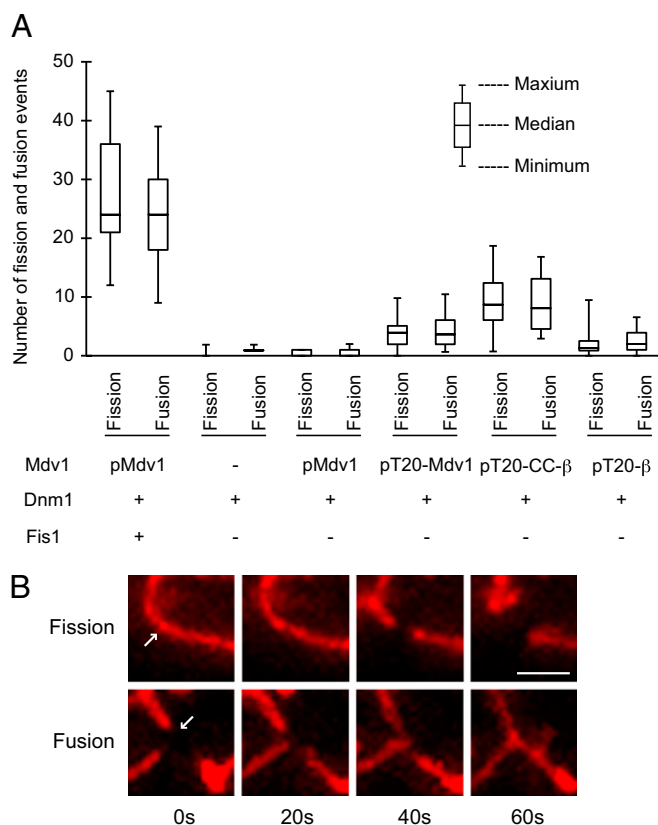 A
Number of fission and fusion events
50
40
30
20
10
0
Maxium
Median
Minimum
Fission Fusion Fission Fusion Fission Fusion Fission Fusion Fission Fusion Fission Fusion
Mdv1 pMdv1 - pMdv1 pT20-Mdv1 pT20-CC-β pT20-β
Dnm1 + + + + + +
Fis1 + - - - - -
B
Fission
Fusion
0s 20s 40s 60s